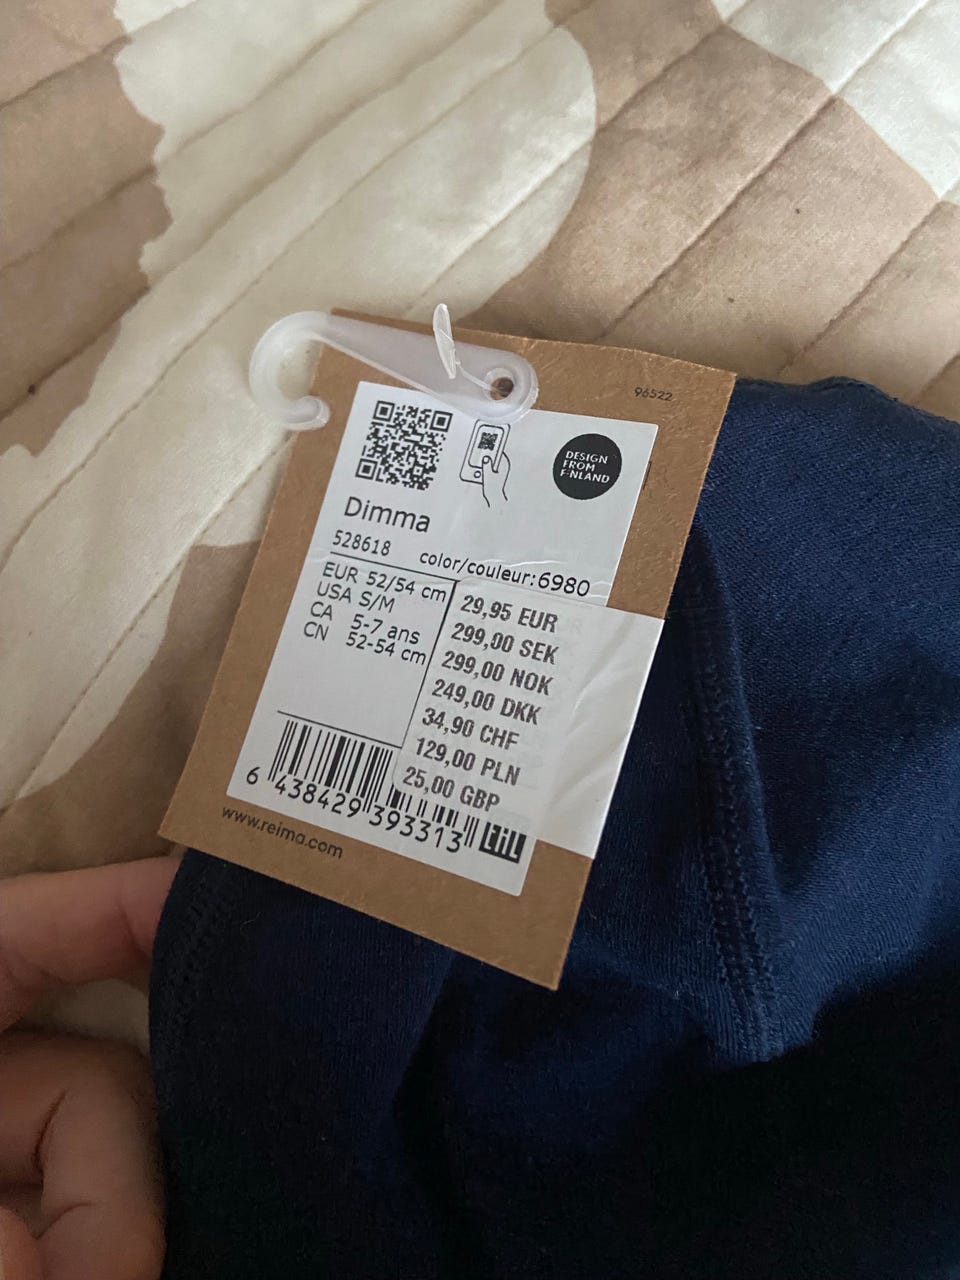 96522
DESIGN
FROM
FINLAND
Dimma
528618 color/couleur:6980
EUR 52/54 cm
USA S/M
CA 5-7 ans
CN 52-54 cm
29,95 EUR
299,00 SEK
299,00 NOK
249,00 DKK
34,90 CHF
129,00 PLN
25,00 GBP
6 438429 393313
EAC
www.reima.com